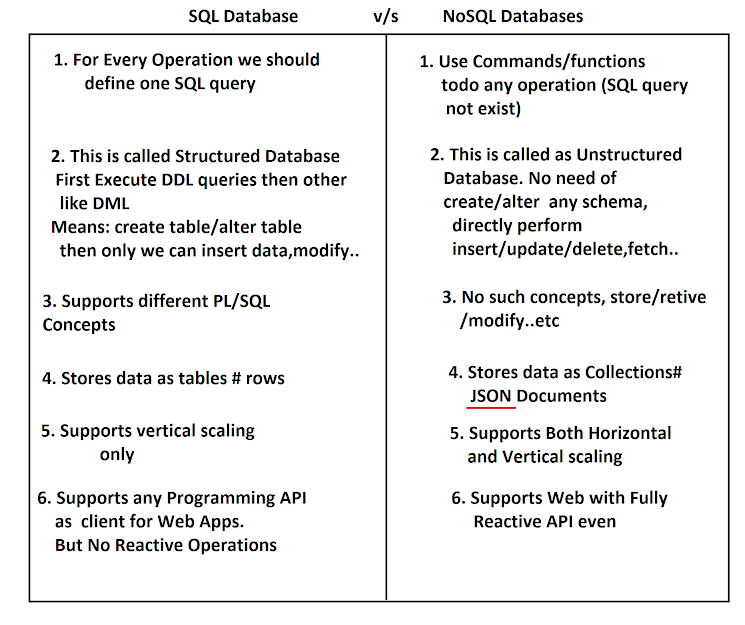 SQL Database v/s NoSQL Databases
1. For Every Operation we should
define one SQL query
2. This is called Structured Database
First Execute DDL queries then other
like DML
Means: create table/alter table
then only we can insert data,modify..
3. Supports different PL/SQL
Concepts
4. Stores data as tables # rows
5. Supports vertical scaling
only
6. Supports any Programming API
as client for Web Apps.
But No Reactive Operations
1. Use Commands/functions
todo any operation (SQL query
not exist)
2. This is called as Unstructured
Database. No need of
create/alter any schema,
directly perform
insert/update/delete,fetch..
3. No such concepts, store/retive
/modify..etc
4. Stores data as Collections#
JSON Documents
5. Supports Both Horizontal
and Vertical scaling
6. Supports Web with Fully
Reactive API even